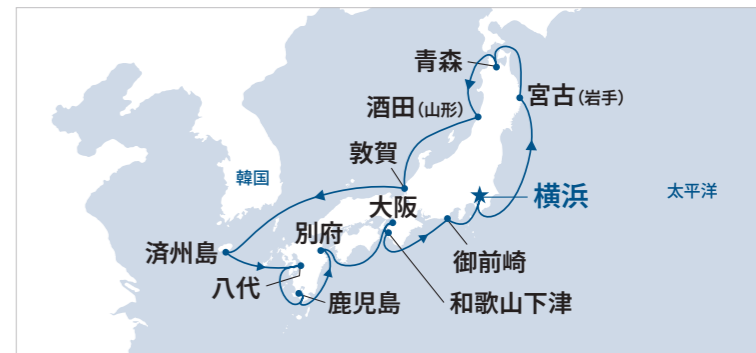 青森
宮古（岩手）
酒田（山形）
敦賀
韓国
大阪
横浜
太平洋
別府
済州島
御前崎
八代
鹿児島
和歌山下津